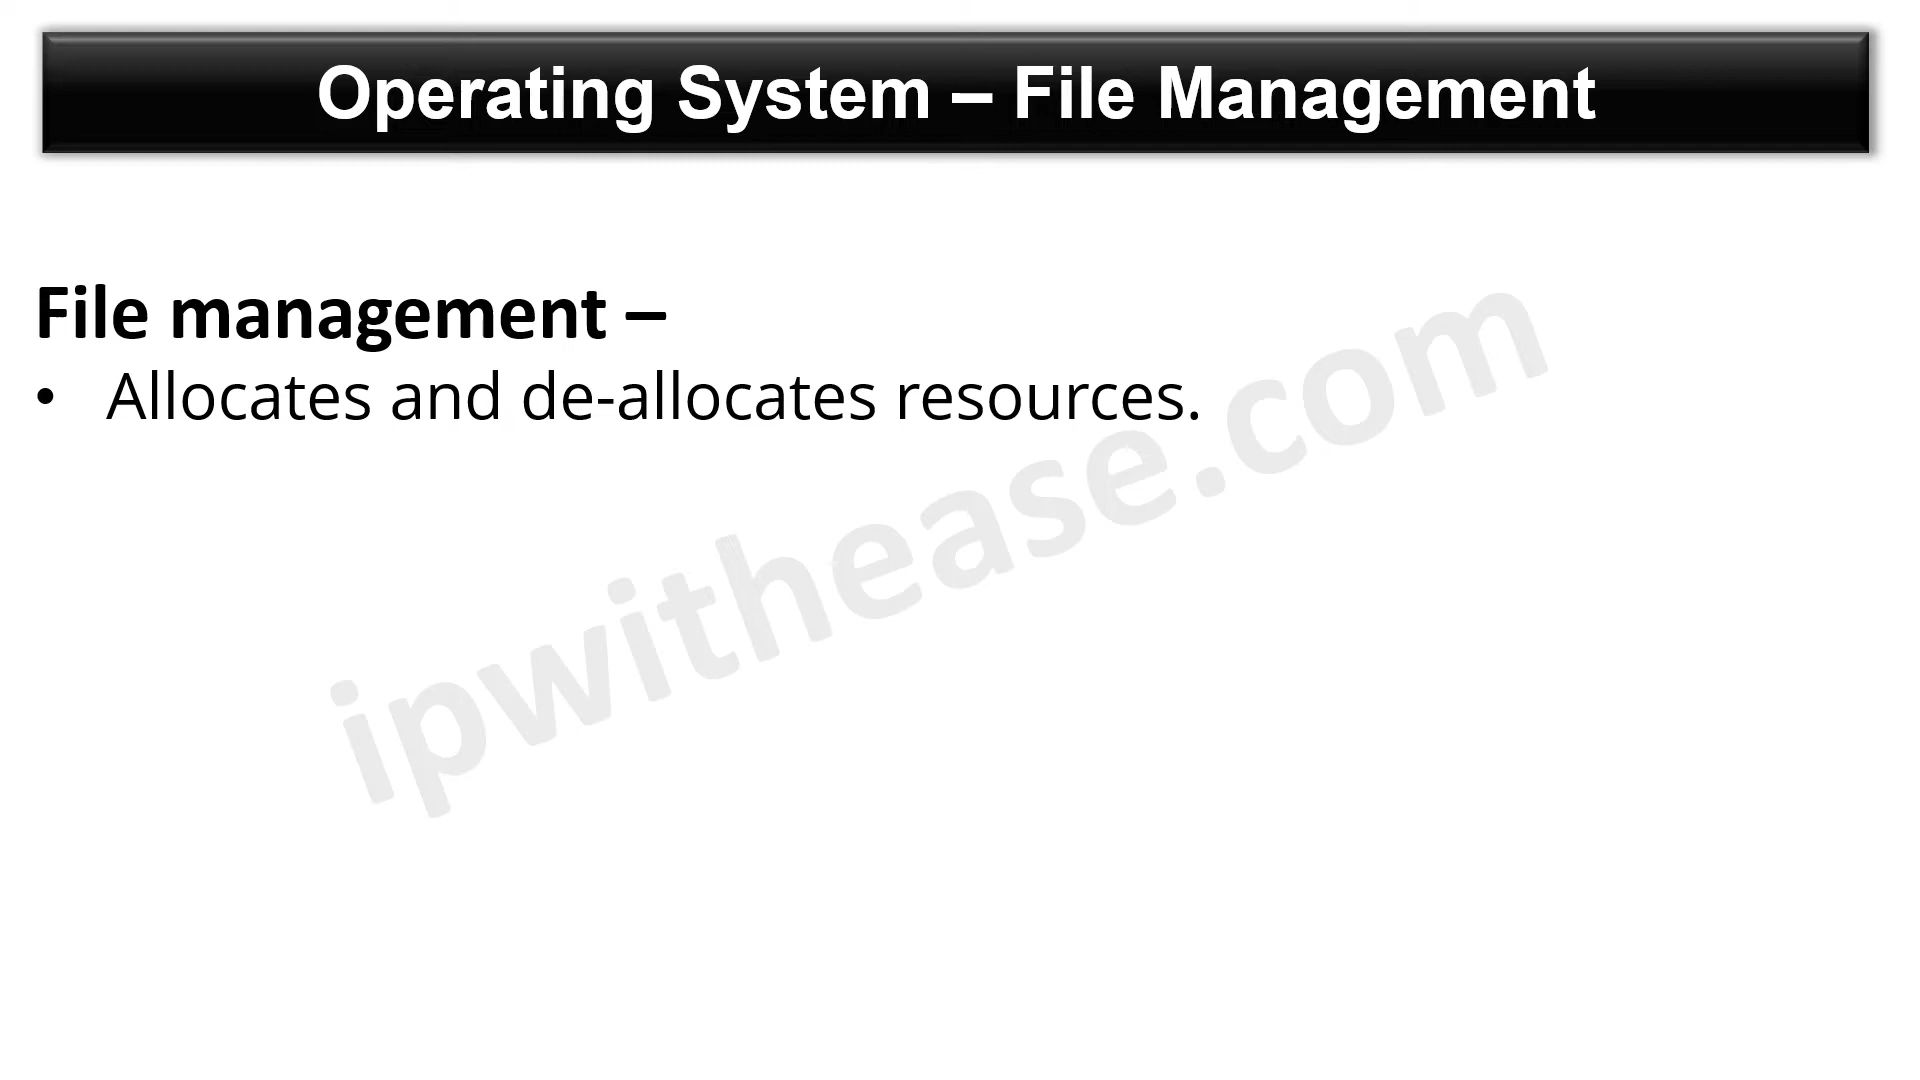 Operating System – File Management
File management –
• Allocates and de-allocates resources.
ipwithease.com